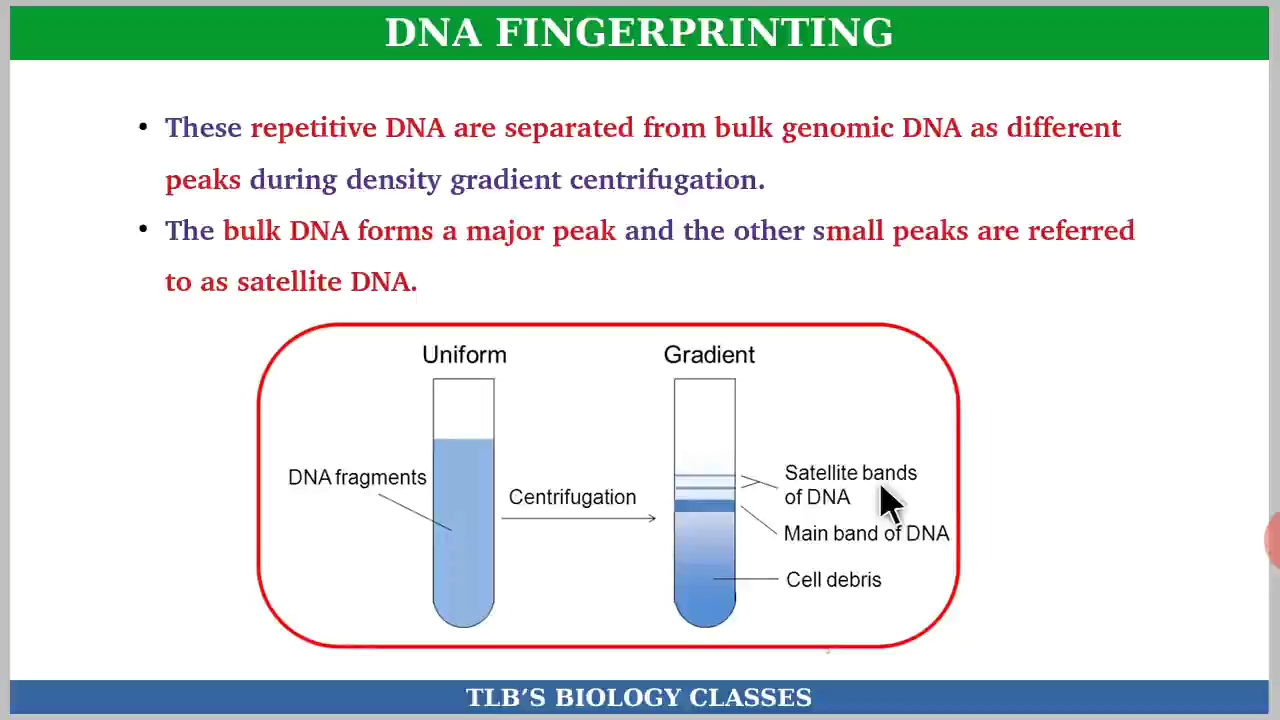 DNA FINGERPRINTING
• These repetitive DNA are separated from bulk genomic DNA as different
peaks during density gradient centrifugation.
• The bulk DNA forms a major peak and the other small peaks are referred
to as satellite DNA.
Uniform
Gradient
DNA fragments
Centrifugation
Satellite bands
of DNA
Main band of DNA
Cell debris
TLB’S BIOLOGY CLASSES